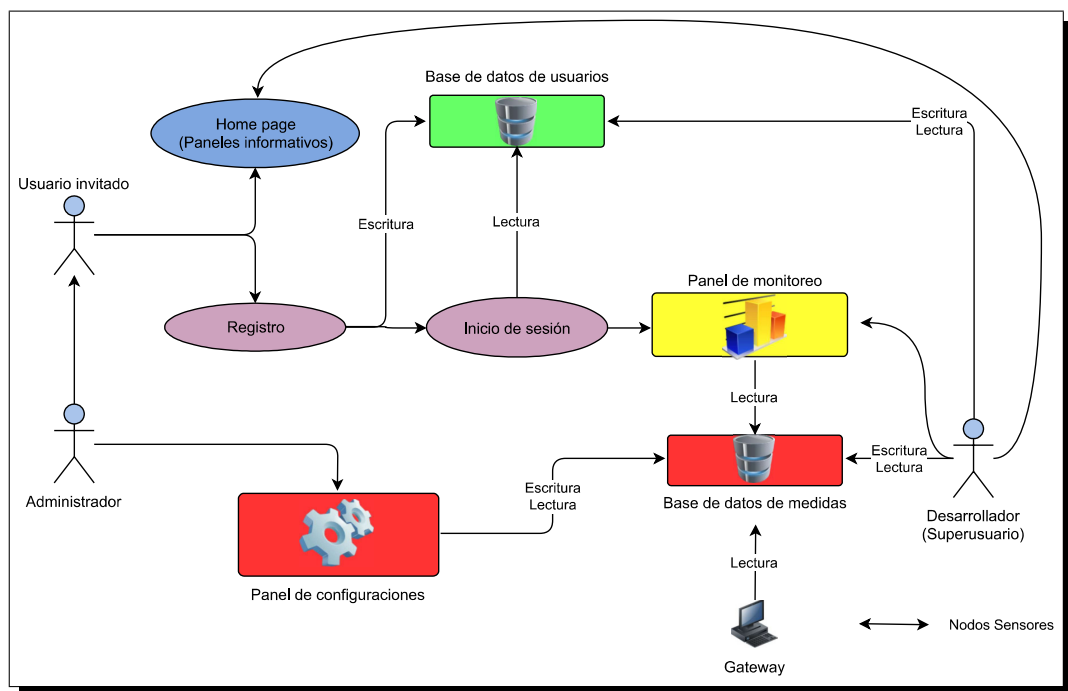 Base de datos de usuarios
Home page
(Paneles informativos)
Escritura
Lectura
Usuario invitado
Escritura
Lectura
Panel de monitoreo
Registro
Inicio de sesión
Lectura
Administrador
Escritura
Lectura
Escritura
Lectura
Base de datos de medidas
Desarrollador
(Superusuario)
Panel de configuraciones
Lectura
Nodos Sensores
Gateway